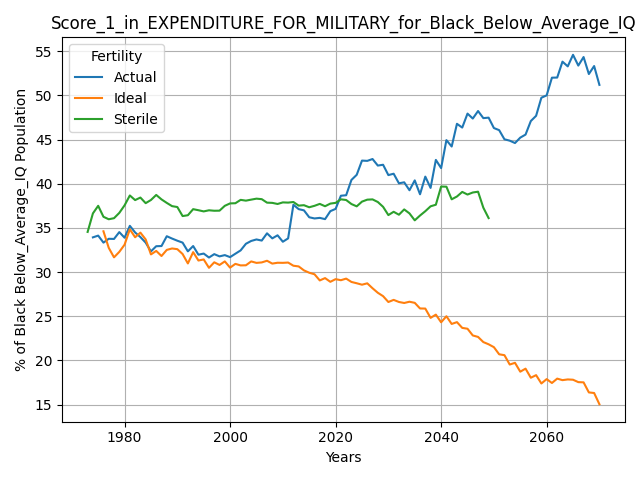 Score_1_in_EXPENDITURE_FOR_MILITARY_for_Black_Below_Average_IQ
% of Black Below_Average_IQ Population
55
50
45
40
35
30
25
20
15
Fertility
Actual
Ideal
Sterile
1980 2000 2020 2040 2060
Years